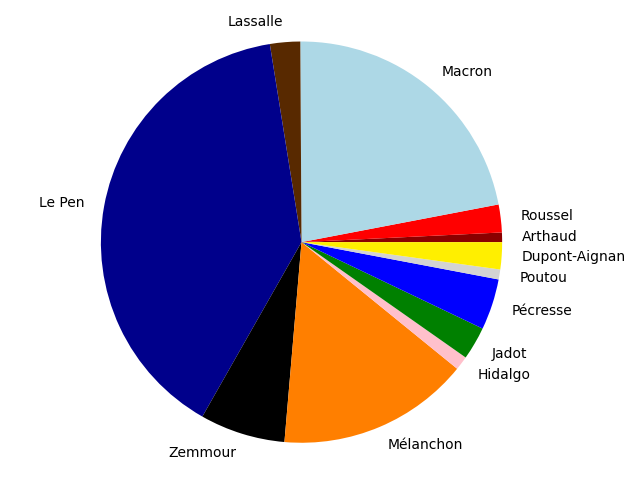 Lassalle
Macron
Le Pen
Roussel
Arthaud
Dupont-Aignan
Poutou
Pécresse
Jadot
Hidalgo
Mélanchon
Zemmour